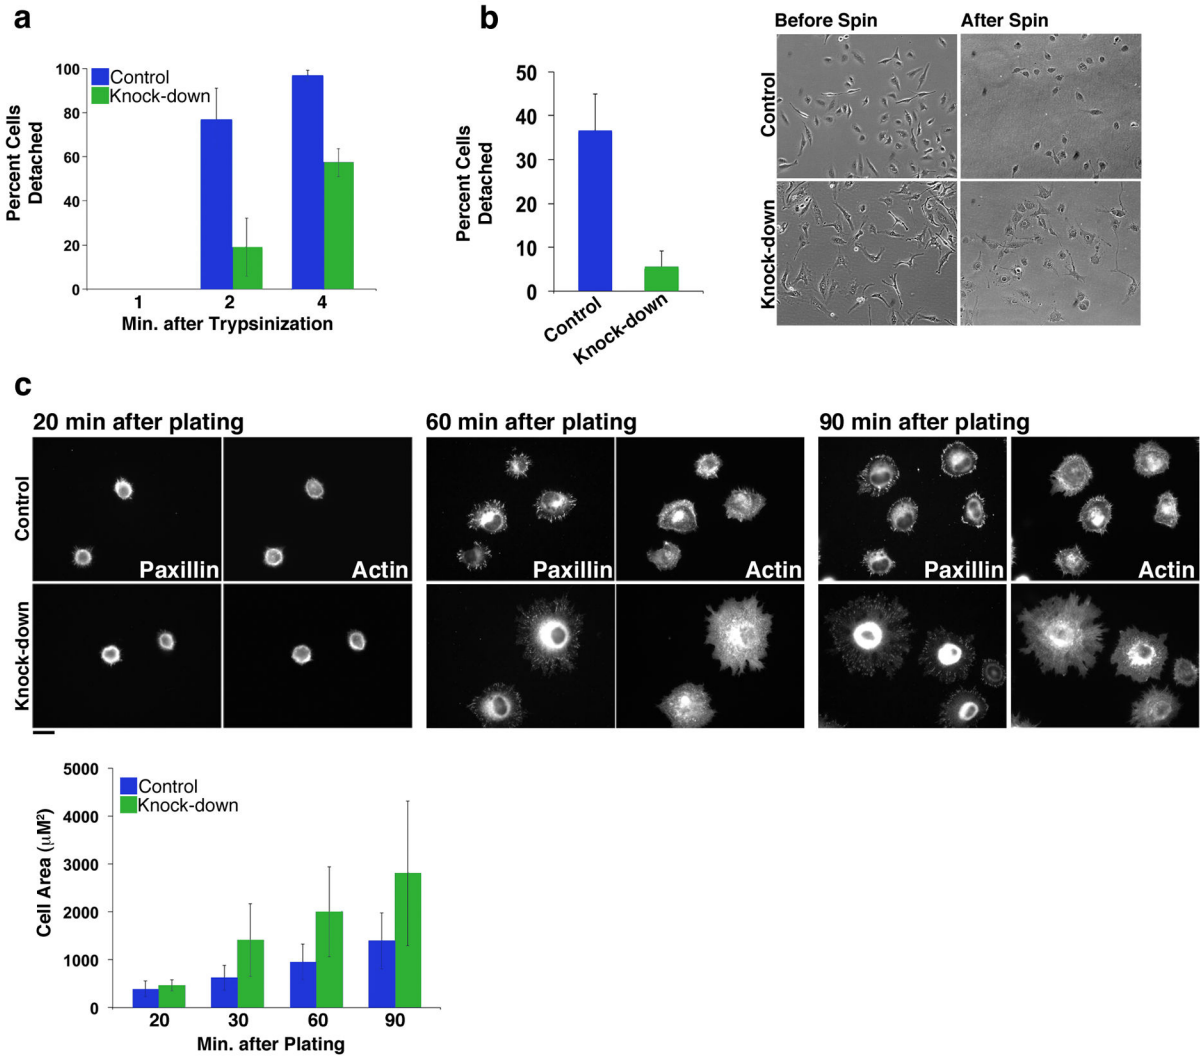 a
100
80
60
40
20
0
Percent Cells
Detached
Control
Knock-down
1 2 4
Min. after Trypsinization
b
50
40
30
20
10
0
Percent Cells
Detached
Control
Knock-down
Before Spin After Spin
Control
Knock-down
c
20 min after plating 60 min after plating 90 min after plating
Control
Paxillin Actin Paxillin Actin Paxillin Actin
Knock-down
5000
4000
3000
2000
1000
0
Cell Area (µM²)
Control
Knock-down
20 30 60 90
Min. after Plating